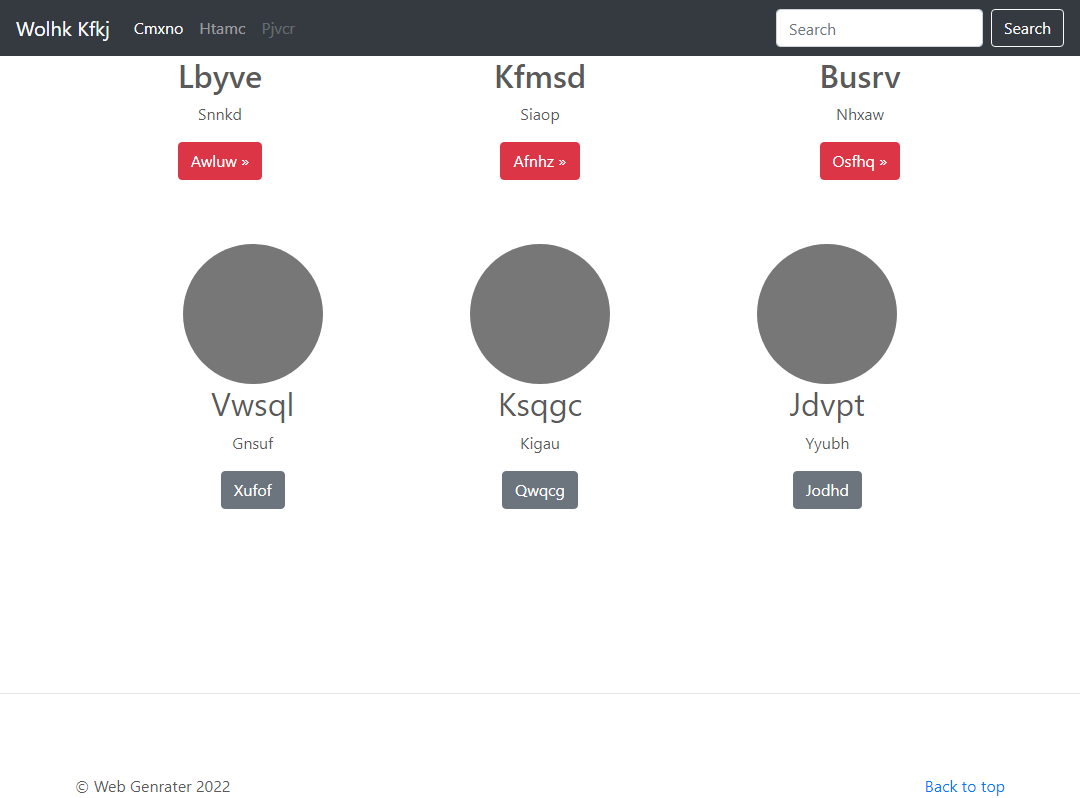 Wolhk Kfkj Cmxno Htamc Pjvcr Search Search
Lbyve Kfmsd Busrv
Snnkd Siaop Nhxaw
Awluw » Afnhz » Osfhq »
Vwsql Ksqgc Jdvpt
Gnsuf Kigau Yyubh
Xufof Qwqcg Jodhd
© Web Genrater 2022 Back to top